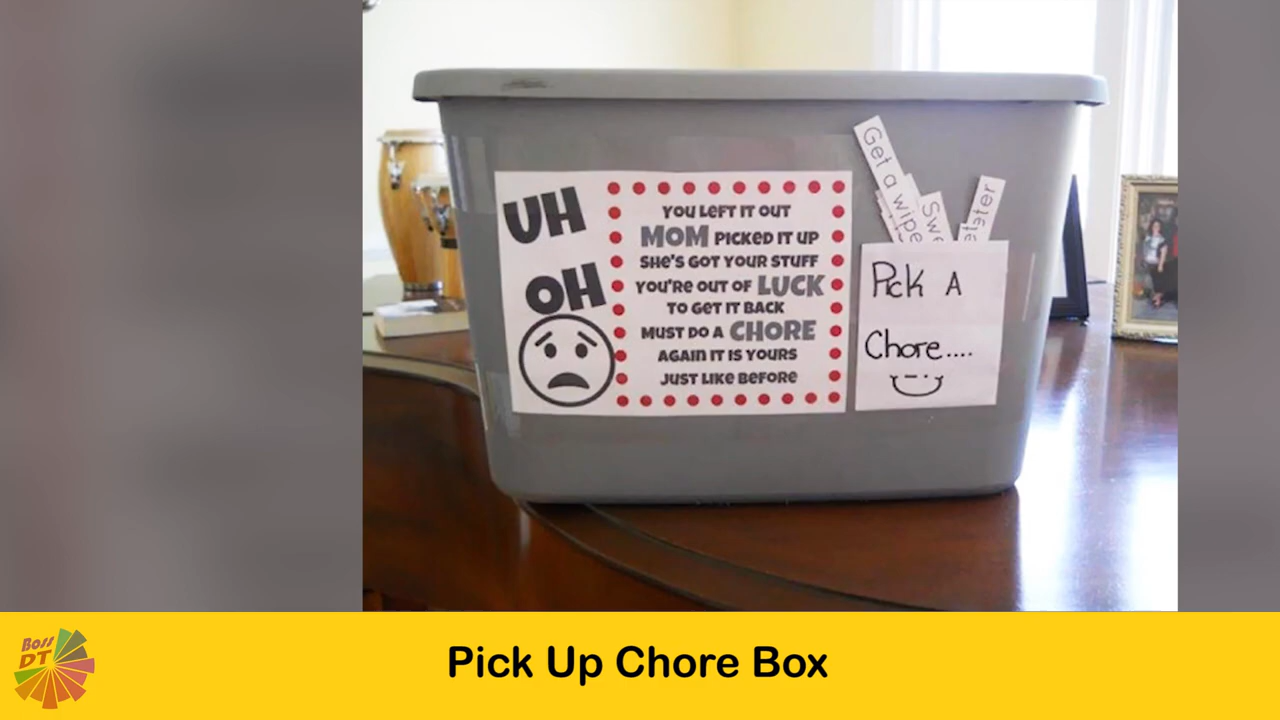 UH
OH
YOU LEFT IT OUT
MOM PICKED IT UP
SHE'S GOT YOUR STUFF
YOU'RE OUT OF LUCK
TO GET IT BACK
MUST DO A CHORE
AGAIN IT IS YOURS
JUST LIKE BEFORE
Get a wipe
Pick A
Chore....
Boss
DT
Pick Up Chore Box